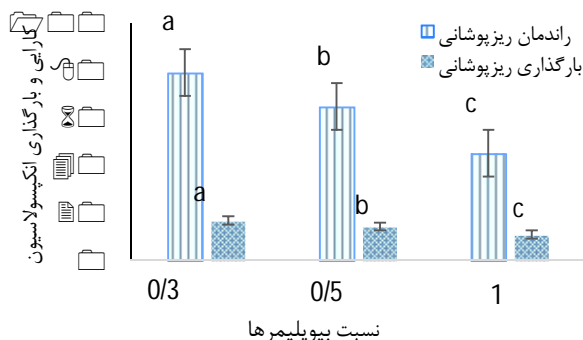 راندمان ریزپوشانی
بارگذاری ریزپوشانی
کارایی و بارگذاری انکپسولاسیون
a
b
c
a
b
c
0/3
0/5
1
نسبت بیوپلیمرها